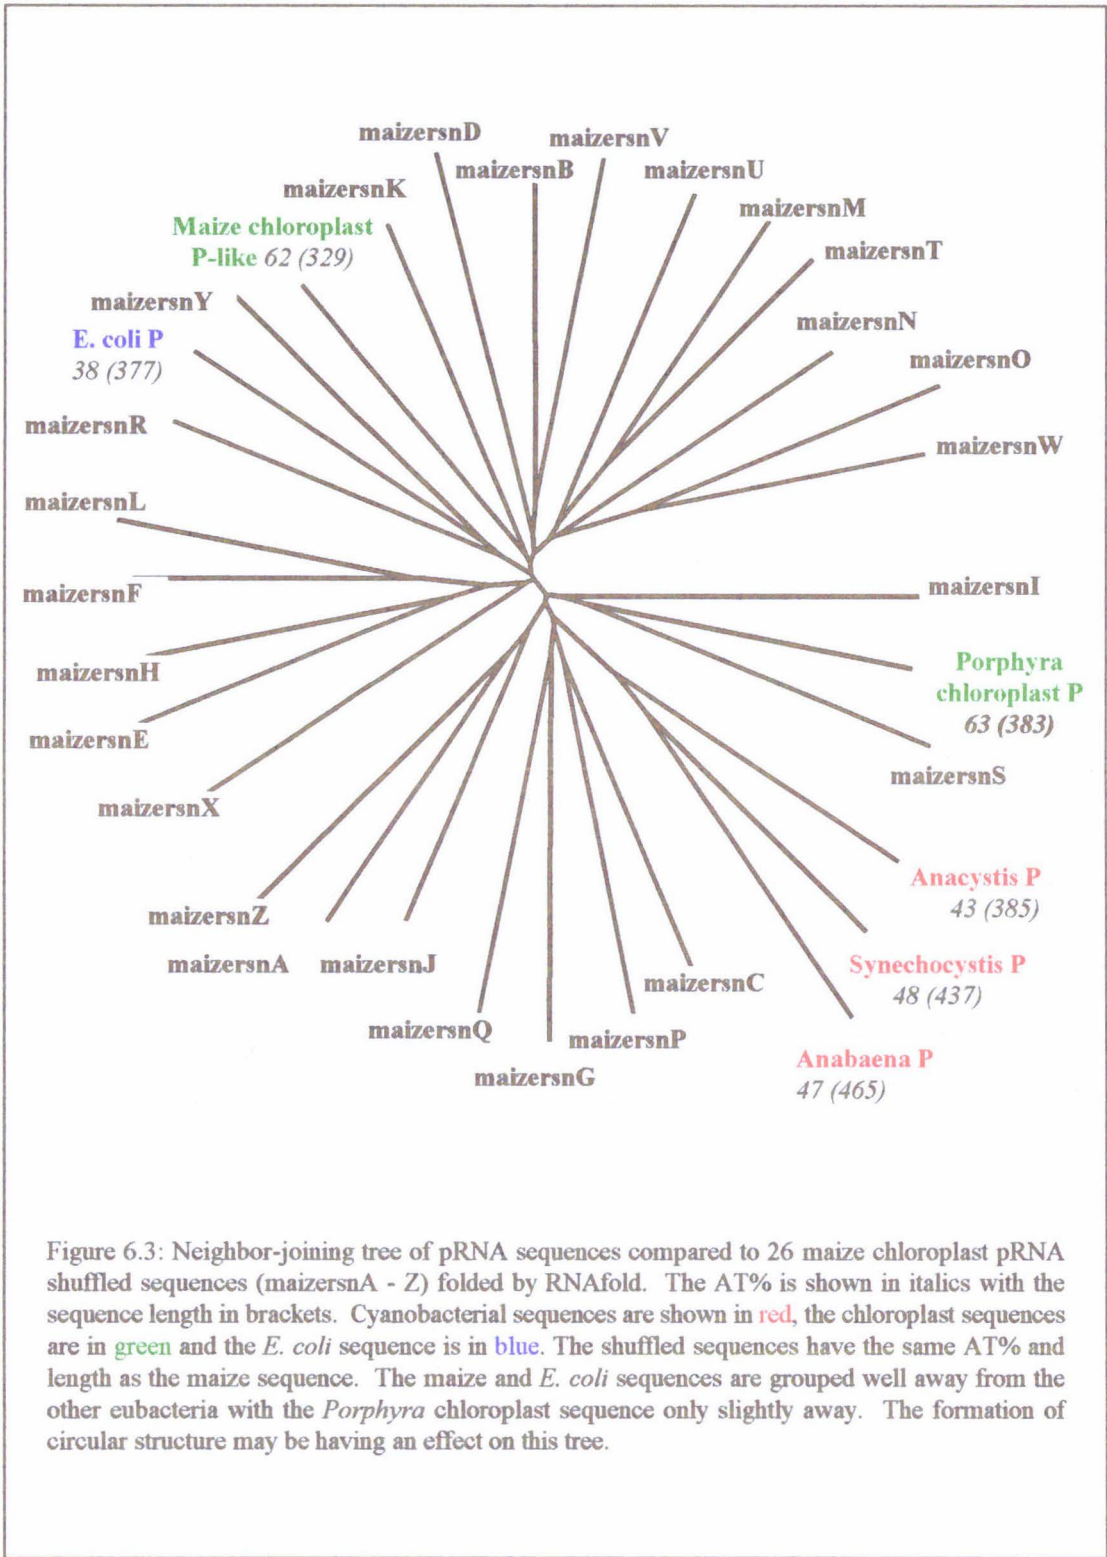 maizersnD
maizersnV
maizersnB
maizersnU
maizersnK
maizersnM
Maize chloroplast
P-like 62 (329)
maizersnT
maizersnY
maizersnN
E. coli P
38 (377)
maizersnO
maizersnR
maizersnW
maizersnL
maizersnF
maizersnI
maizersnH
Porphyra
chloroplast P
63 (383)
maizersnE
maizersnS
maizersnX
Anacystis P
43 (385)
maizersnZ
maizersnA
maizersnJ
Synechocystis P
48 (437)
maizersnC
maizersnQ
maizersnP
Anabaena P
47 (465)
maizersnG
Figure 6.3: Neighbor-joining tree of pRNA sequences compared to 26 maize chloroplast pRNA
shuffled sequences (maizersnA - Z) folded by RNAfold. The AT% is shown in italics with the
sequence length in brackets. Cyanobacterial sequences are shown in red, the chloroplast sequences
are in green and the E. coli sequence is in blue. The shuffled sequences have the same AT% and
length as the maize sequence. The maize and E. coli sequences are grouped well away from the
other eubacteria with the Porphyra chloroplast sequence only slightly away. The formation of
circular structure may be having an effect on this tree.